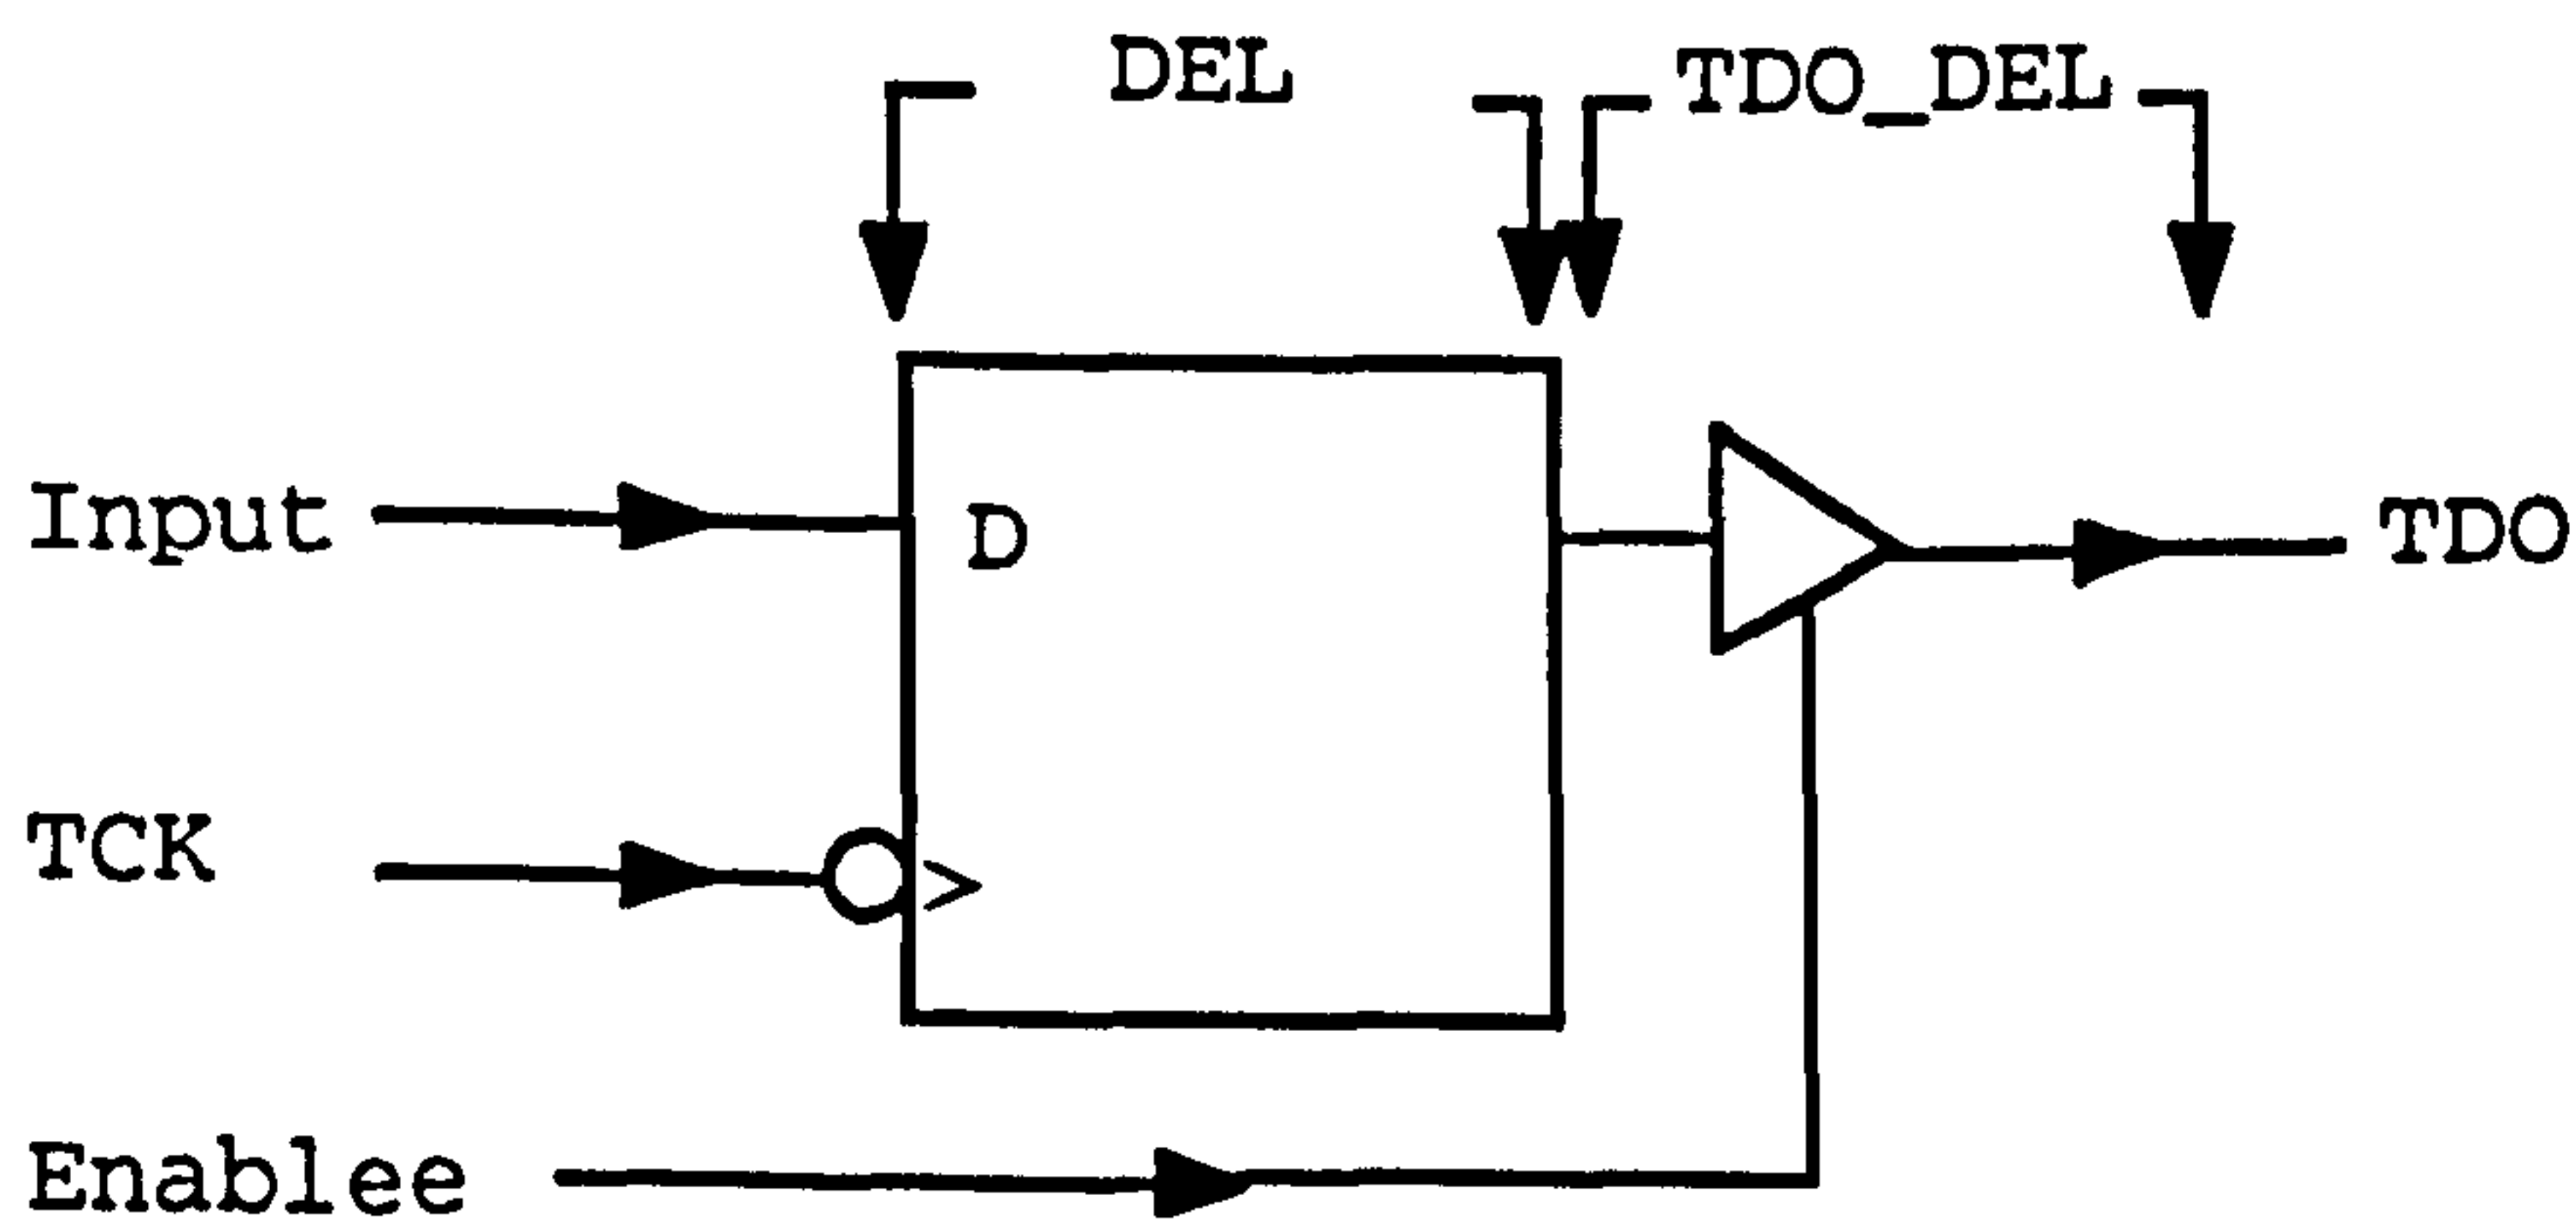 DEL
TDO_DEL
Input
D
TDO
TCK
>
Enablee